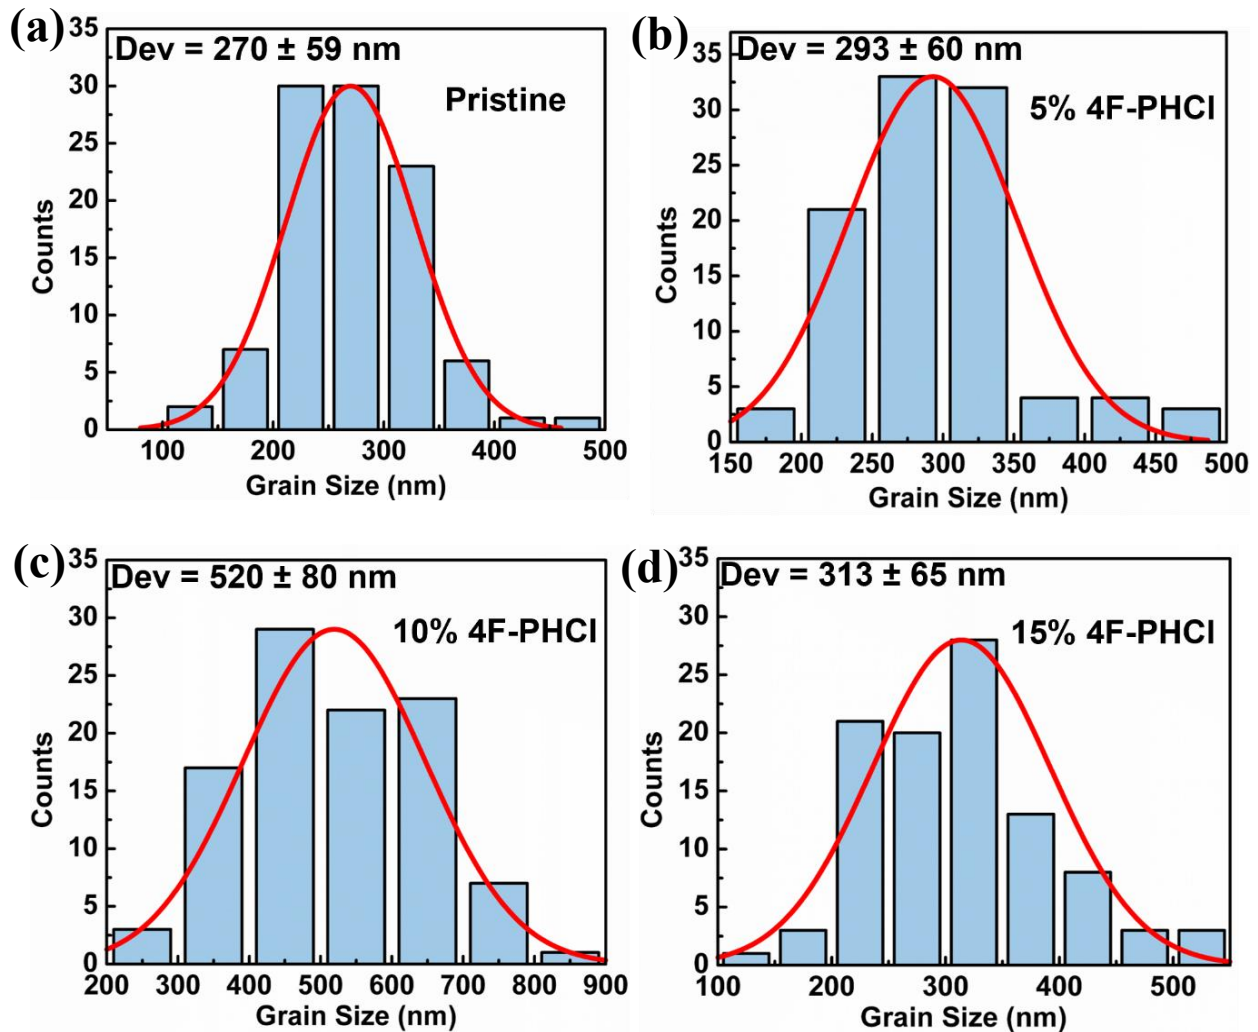 (a)
Dev = 270 ± 59 nm
Pristine
35
30
25
20
15
10
5
0
Counts
100 200 300 400 500
Grain Size (nm)
(b)
Dev = 293 ± 60 nm
5% 4F-PHCl
35
30
25
20
15
10
5
0
Counts
150 200 250 300 350 400 450 500
Grain Size (nm)
(c)
Dev = 520 ± 80 nm
10% 4F-PHCl
35
30
25
20
15
10
5
0
Counts
200 300 400 500 600 700 800 900
Grain Size (nm)
(d)
Dev = 313 ± 65 nm
15% 4F-PHCl
35
30
25
20
15
10
5
0
Counts
100 200 300 400 500
Grain Size (nm)